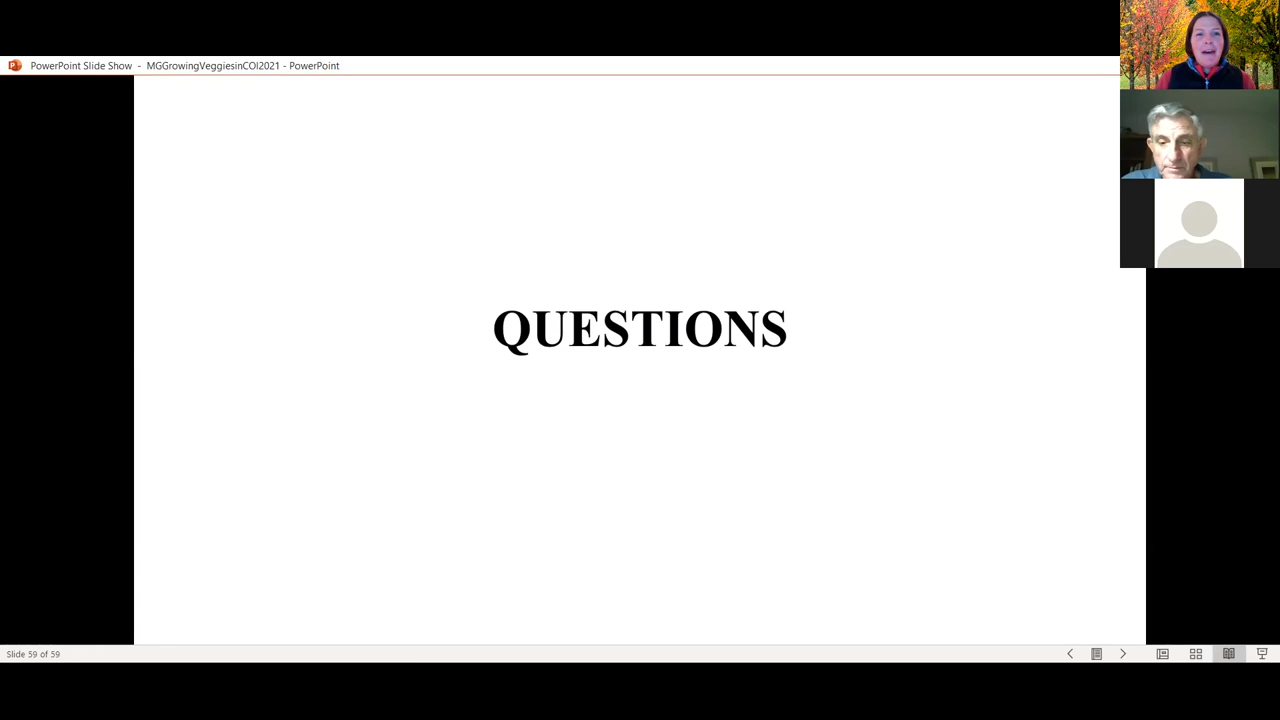 PowerPoint Slide Show - MGGrowingVeggiesinCOI2021 - PowerPoint
QUESTIONS
Slide 59 of 59